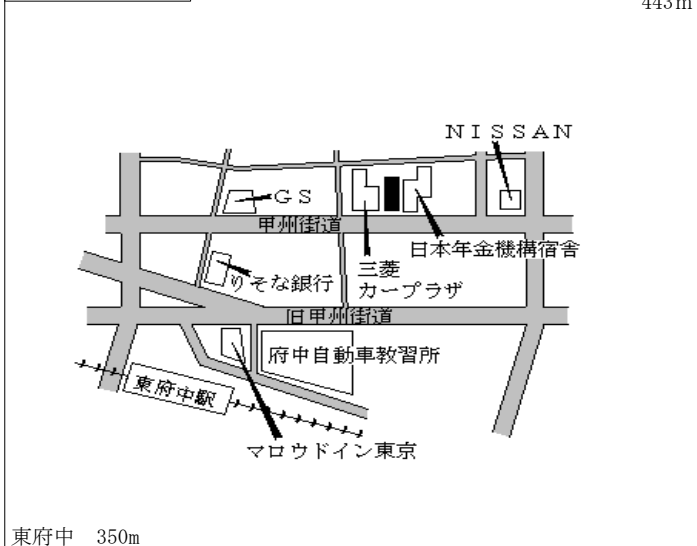 443m
ＮＩＳＳＡＮ
ＧＳ
甲州街道
日本年金機構宿舎
三菱
カープラザ
りそな銀行
旧甲州街道
府中自動車教習所
東府中駅
マロウドイン東京
東府中　350m